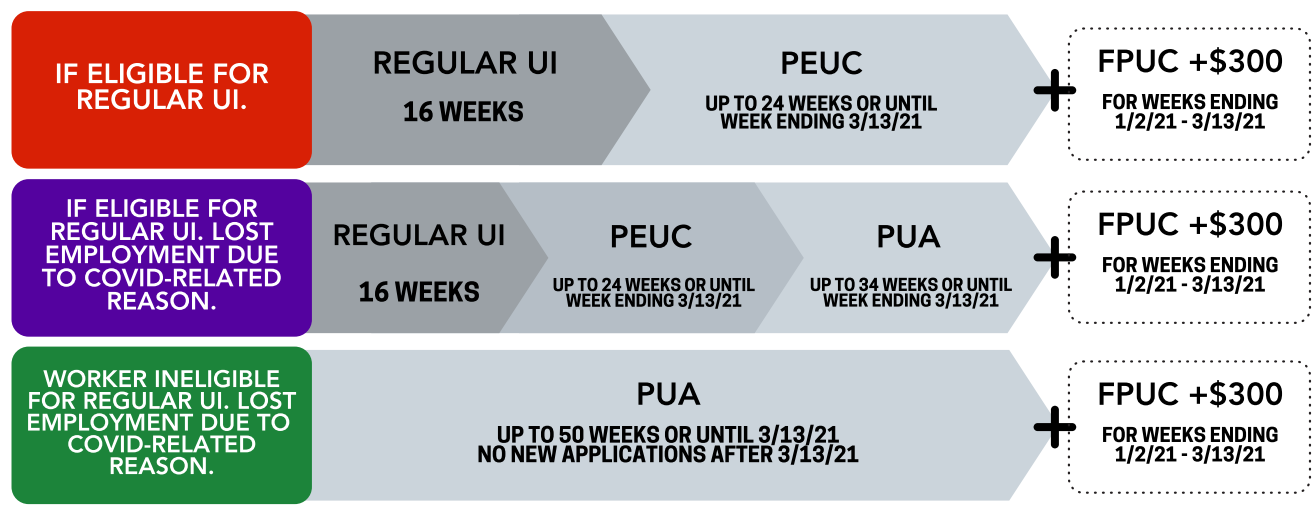 IF ELIGIBLE FOR
REGULAR UI.
REGULAR UI
16 WEEKS
PEUC
UP TO 24 WEEKS OR UNTIL
WEEK ENDING 3/13/21
+
FPUC +$300
FOR WEEKS ENDING
1/2/21 - 3/13/21
IF ELIGIBLE FOR
REGULAR UI. LOST
EMPLOYMENT DUE
TO COVID-RELATED
REASON.
REGULAR UI
16 WEEKS
PEUC
UP TO 24 WEEKS OR UNTIL
WEEK ENDING 3/13/21
PUA
UP TO 34 WEEKS OR UNTIL
WEEK ENDING 3/13/21
+
FPUC +$300
FOR WEEKS ENDING
1/2/21 - 3/13/21
WORKER INELIGIBLE
FOR REGULAR UI. LOST
EMPLOYMENT DUE TO
COVID-RELATED
REASON.
PUA
UP TO 50 WEEKS OR UNTIL 3/13/21
NO NEW APPLICATIONS AFTER 3/13/21
+
FPUC +$300
FOR WEEKS ENDING
1/2/21 - 3/13/21